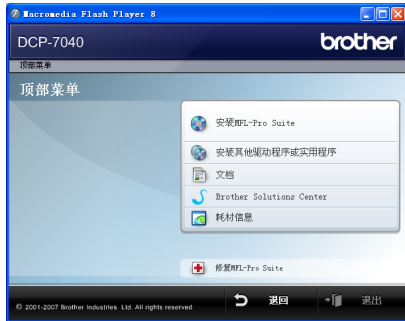 Macromedia Flash Player 8
DCP-7040
brother
顶部菜单
顶部菜单
安装MFL-Pro Suite
安装其他驱动程序或实用程序
文档
Brother Solutions Center
耗材信息
修复MFL-Pro Suite
© 2001-2007 Brother Industries Ltd. All rights reserved
退回
退出